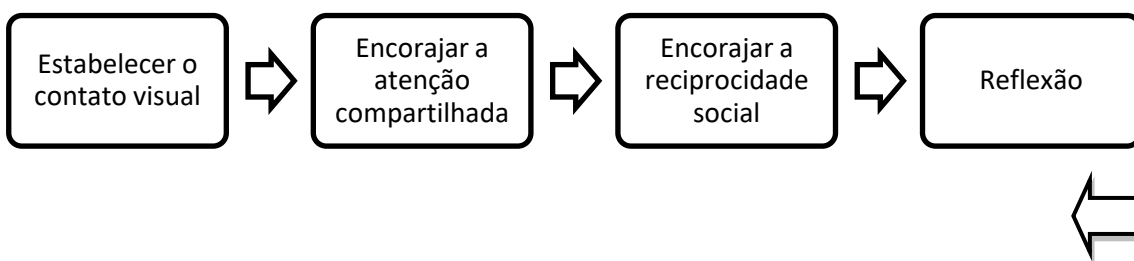 Estabelecer o
contato visual
Encorajar a
atenção
compartilhada
Encorajar a
reciprocidade
social
Reflexão